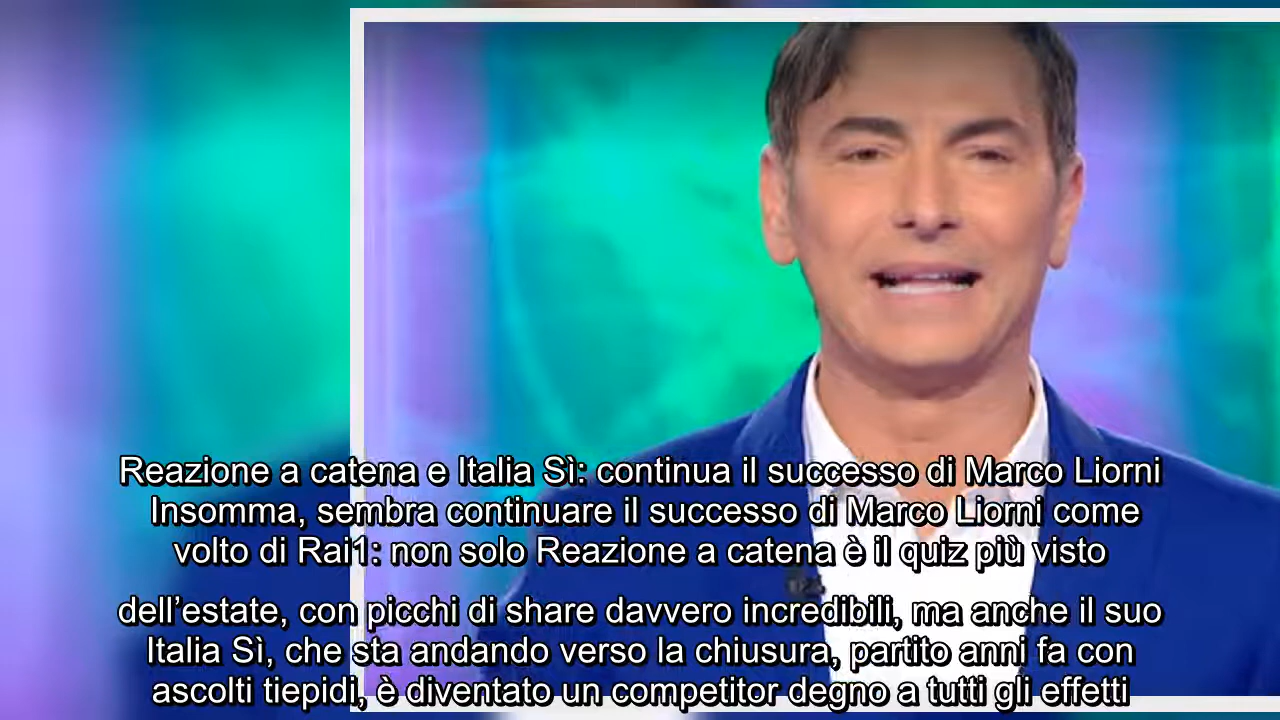 Reazione a catena e Italia Sì: continua il successo di Marco Liorni
Insomma, sembra continuare il successo di Marco Liorni come
volto di Rai1: non solo Reazione a catena è il quiz più visto
dell’estate, con picchi di share davvero incredibili, ma anche il suo
Italia Sì, che sta andando verso la chiusura, partito anni fa con
ascolti tiepidi, è diventato un competitor degno a tutti gli effetti